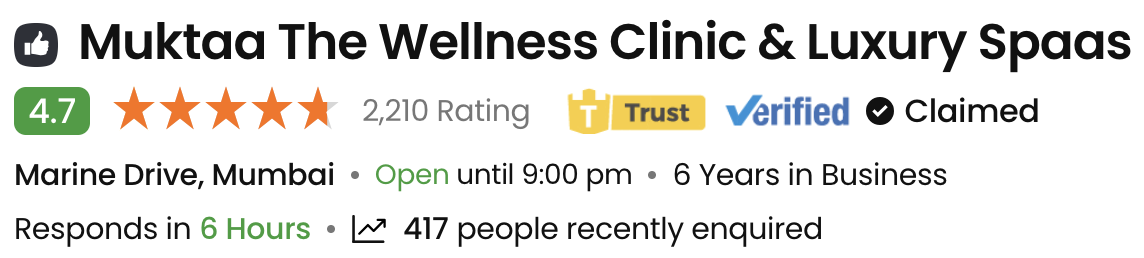 Muktaa The Wellness Clinic & Luxury Spaas
4.7 2,210 Rating T Trust Verified Claimed
Marine Drive, Mumbai • Open until 9:00 pm • 6 Years in Business
Responds in 6 Hours • 417 people recently enquired